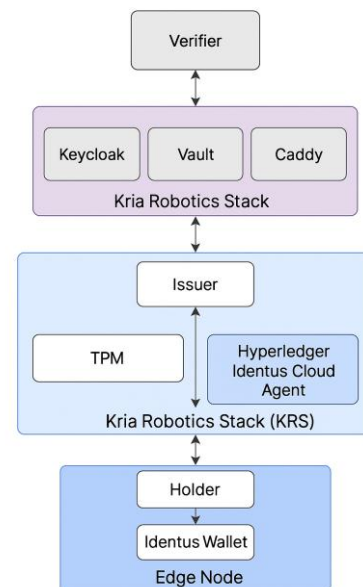 Verifier
Keycloak
Vault
Caddy
Kria Robotics Stack
Issuer
TPM
Hyperledger
Identus Cloud
Agent
Kria Robotics Stack (KRS)
Holder
Identus Wallet
Edge Node